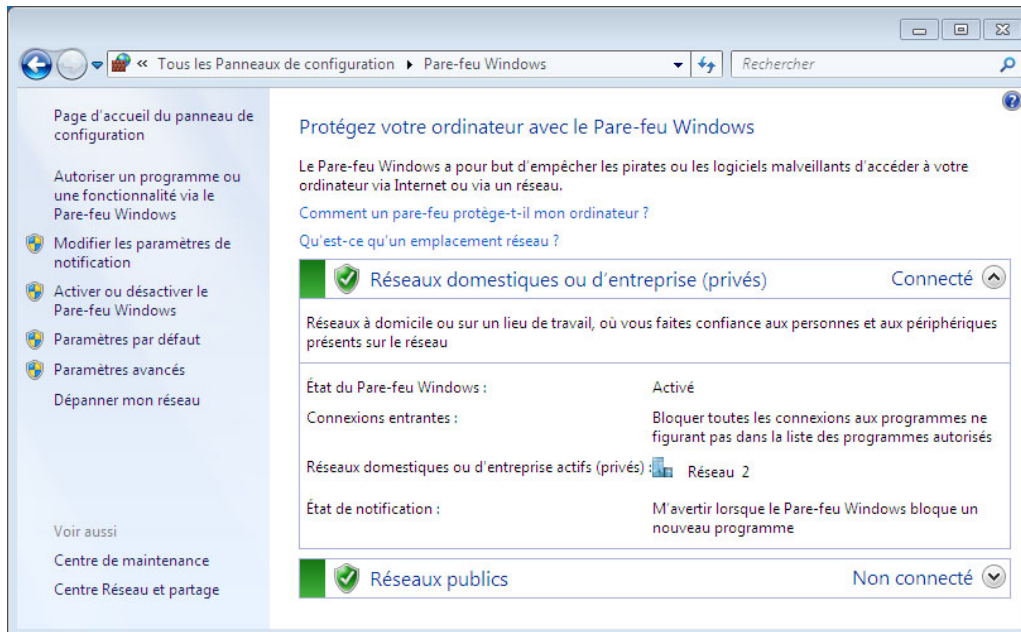 « Tous les Panneaux de configuration ▸ Pare-feu Windows
Rechercher
Page d'accueil du panneau de
configuration
Autoriser un programme ou
une fonctionnalité via le
Pare-feu Windows
Modifier les paramètres de
notification
Activer ou désactiver le
Pare-feu Windows
Paramètres par défaut
Paramètres avancés
Dépanner mon réseau
Voir aussi
Centre de maintenance
Centre Réseau et partage
Protégez votre ordinateur avec le Pare-feu Windows
Le Pare-feu Windows a pour but d'empêcher les pirates ou les logiciels malveillants d'accéder à votre
ordinateur via Internet ou via un réseau.
Comment un pare-feu protège-t-il mon ordinateur ?
Qu'est-ce qu'un emplacement réseau ?
Réseaux domestiques ou d'entreprise (privés) Connecté
Réseaux à domicile ou sur un lieu de travail, où vous faites confiance aux personnes et aux périphériques
présents sur le réseau
État du Pare-feu Windows : Activé
Connexions entrantes : Bloquer toutes les connexions aux programmes ne
figurant pas dans la liste des programmes autorisés
Réseaux domestiques ou d'entreprise actifs (privés) : Réseau 2
État de notification : M'avertir lorsque le Pare-feu Windows bloque un
nouveau programme
Réseaux publics Non connecté